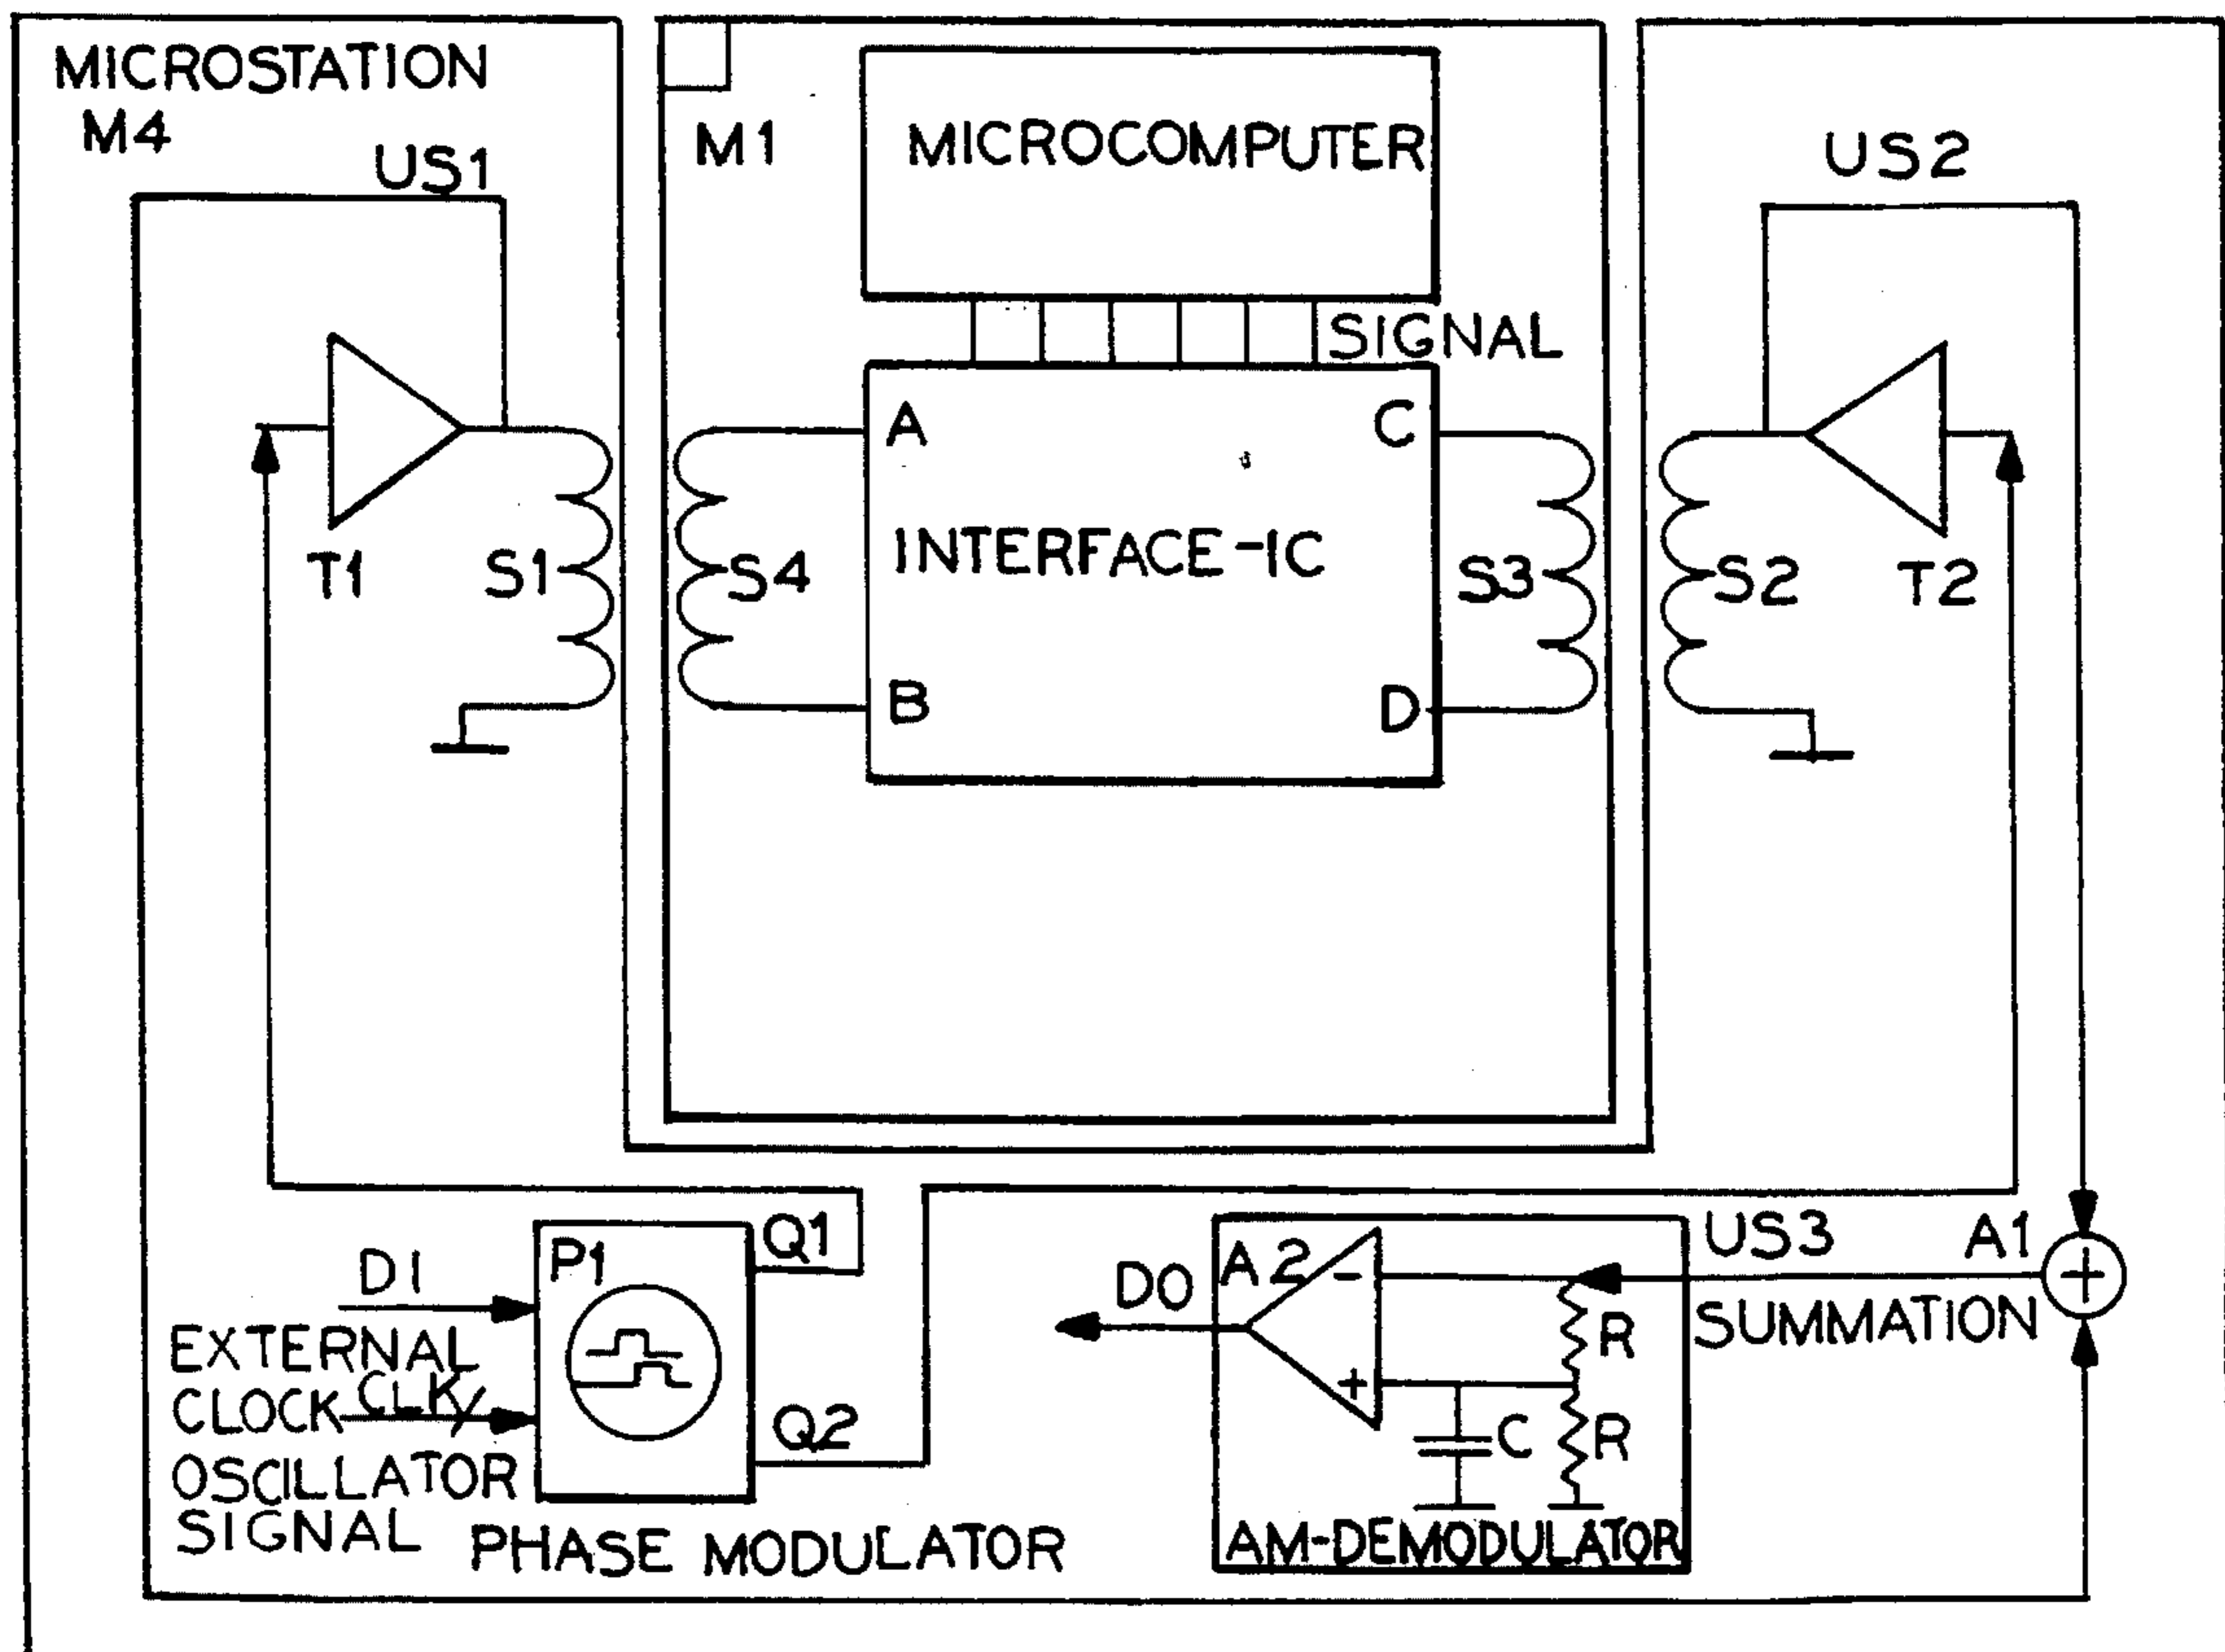 MICROSTATION
M4
US1
M1
MICROCOMPUTER
US2
SIGNAL
A
C
INTERFACE-IC
T1
S1
S4
S3
S2
T2
B
D
Q1
P1
DI
EXTERNAL
CLOCK CLK/
OSCILLATOR
SIGNAL
Q2
PHASE MODULATOR
DO
A2
-
+
R
C
R
AM-DEMODULATOR
US3
A1
+
SUMMATION